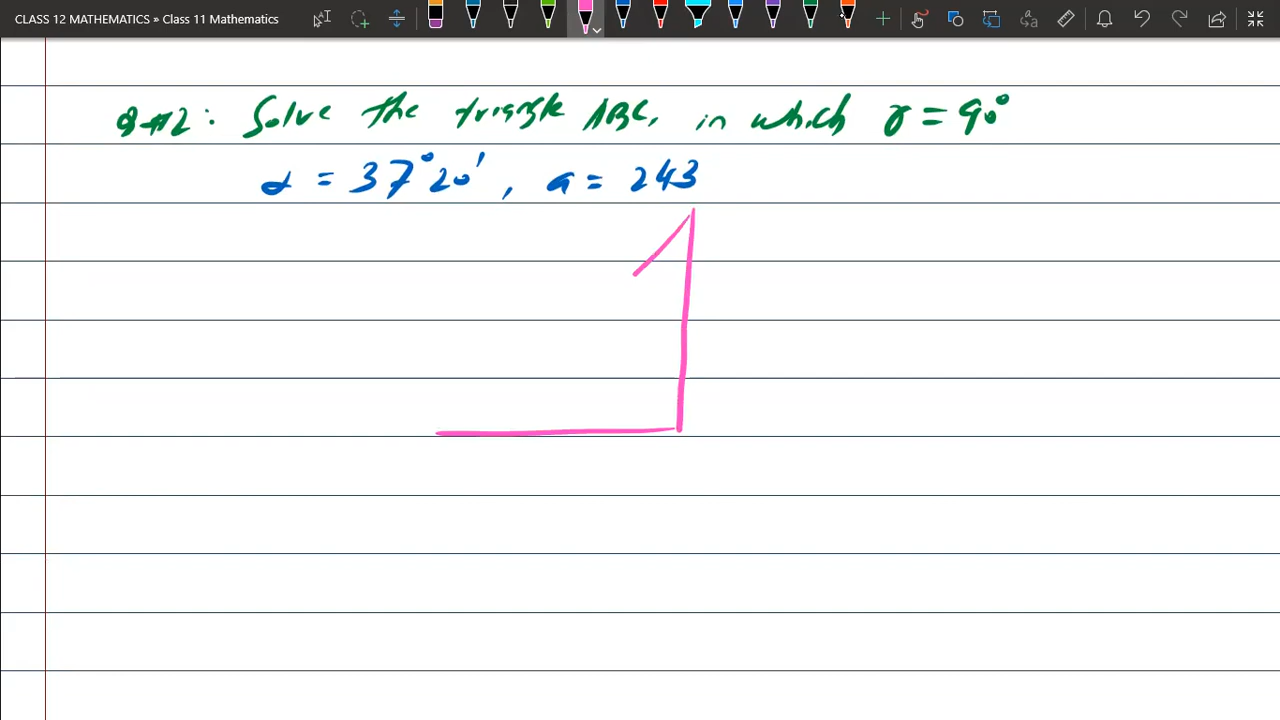 CLASS 12 MATHEMATICS » Class 11 Mathematics
Q#2: Solve the triangle ABC, in which γ = 90°
α = 37°20', a = 243